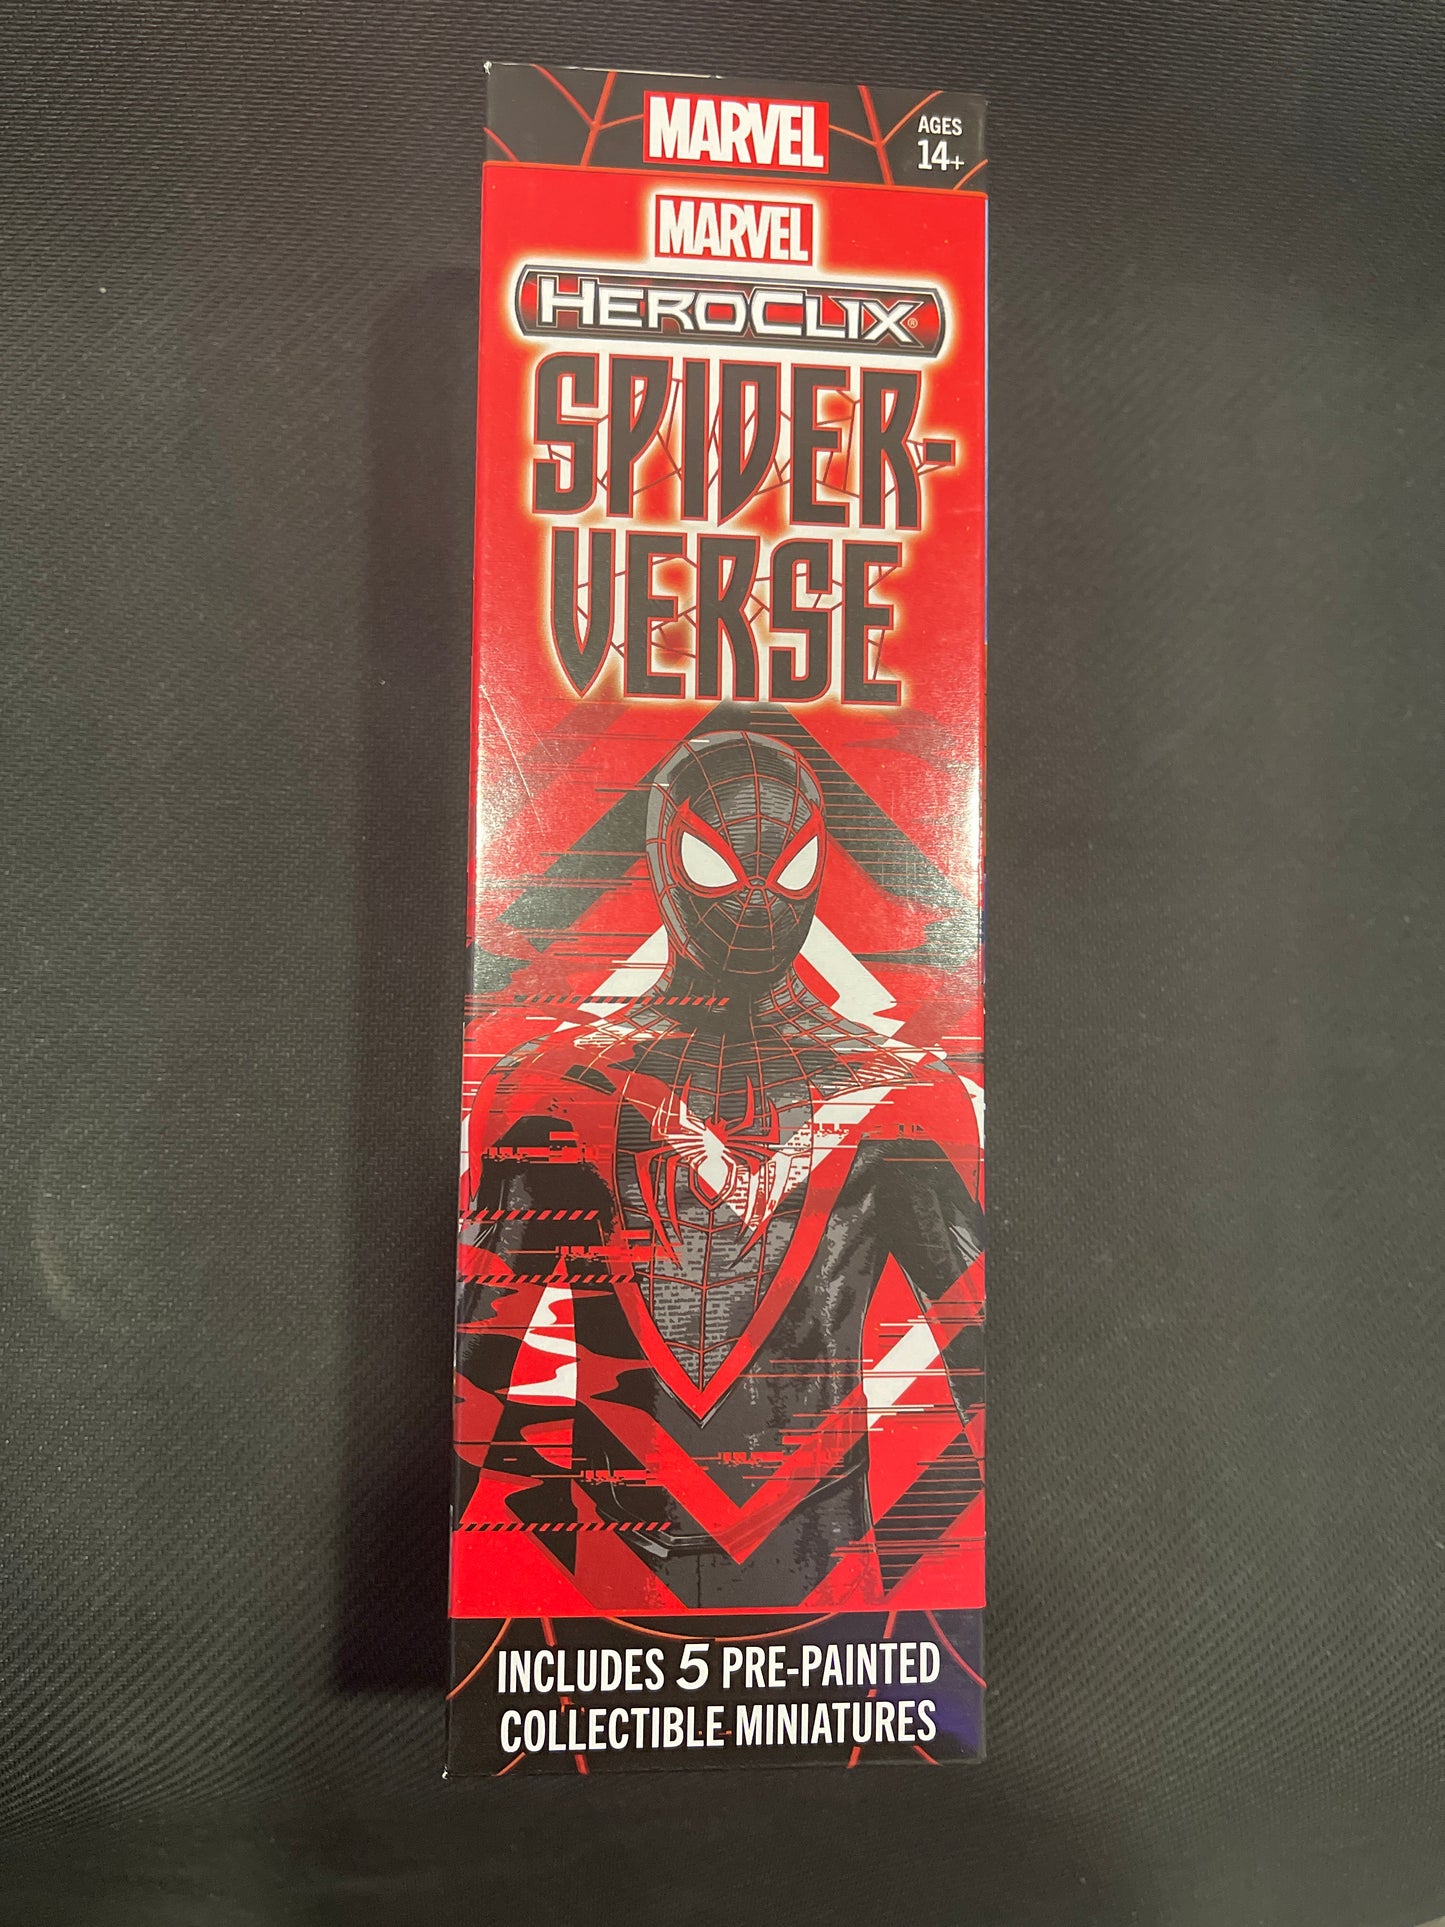 MARVEL
AGES
14+
MARVEL
HEROCLIX®
SPIDER-
VERSE
INCLUDES 5 PRE-PAINTED
COLLECTIBLE MINIATURES